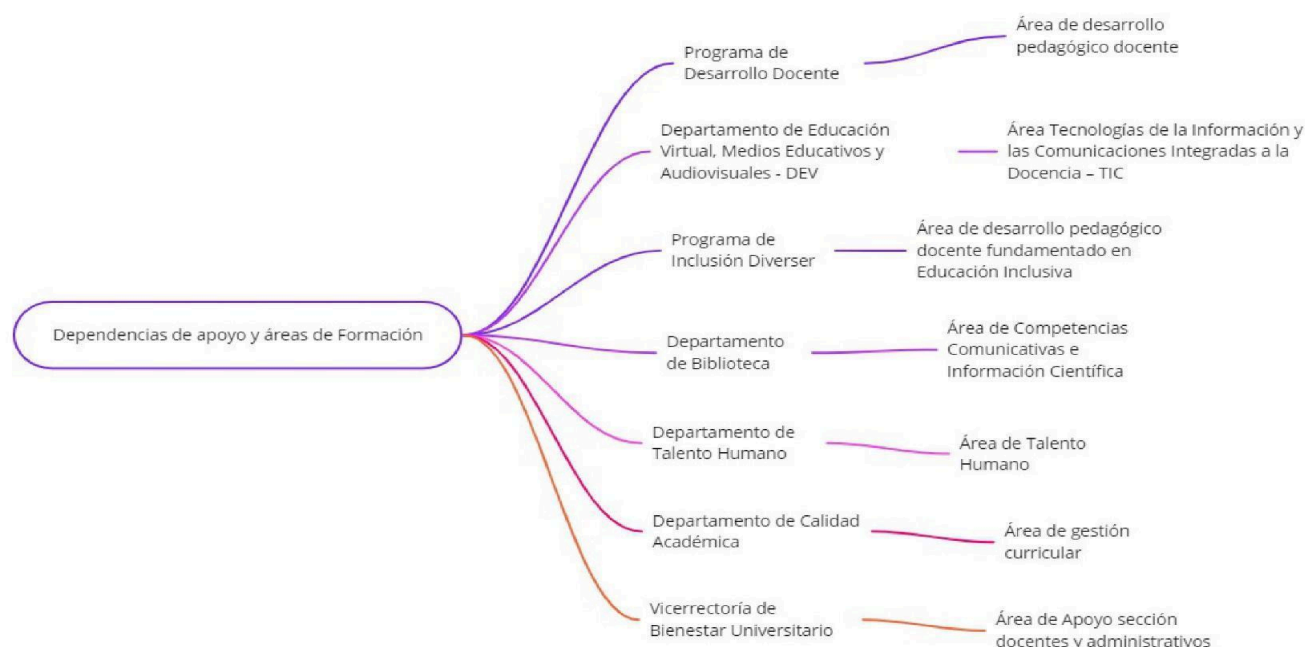 Dependencias de apoyo y áreas de Formación
Programa de
Desarrollo Docente
Área de desarrollo
pedagógico docente
Departamento de Educación
Virtual, Medios Educativos y
Audiovisuales - DEV
Área Tecnologías de la Información y
las Comunicaciones Integradas a la
Docencia – TIC
Programa de
Inclusión Diverser
Área de desarrollo pedagógico
docente fundamentado en
Educación Inclusiva
Departamento
de Biblioteca
Área de Competencias
Comunicativas e
Información Científica
Departamento de
Talento Humano
Área de Talento
Humano
Departamento de Calidad
Académica
Área de gestión
curricular
Vicerrectoría de
Bienestar Universitario
Área de Apoyo sección
docentes y administrativos